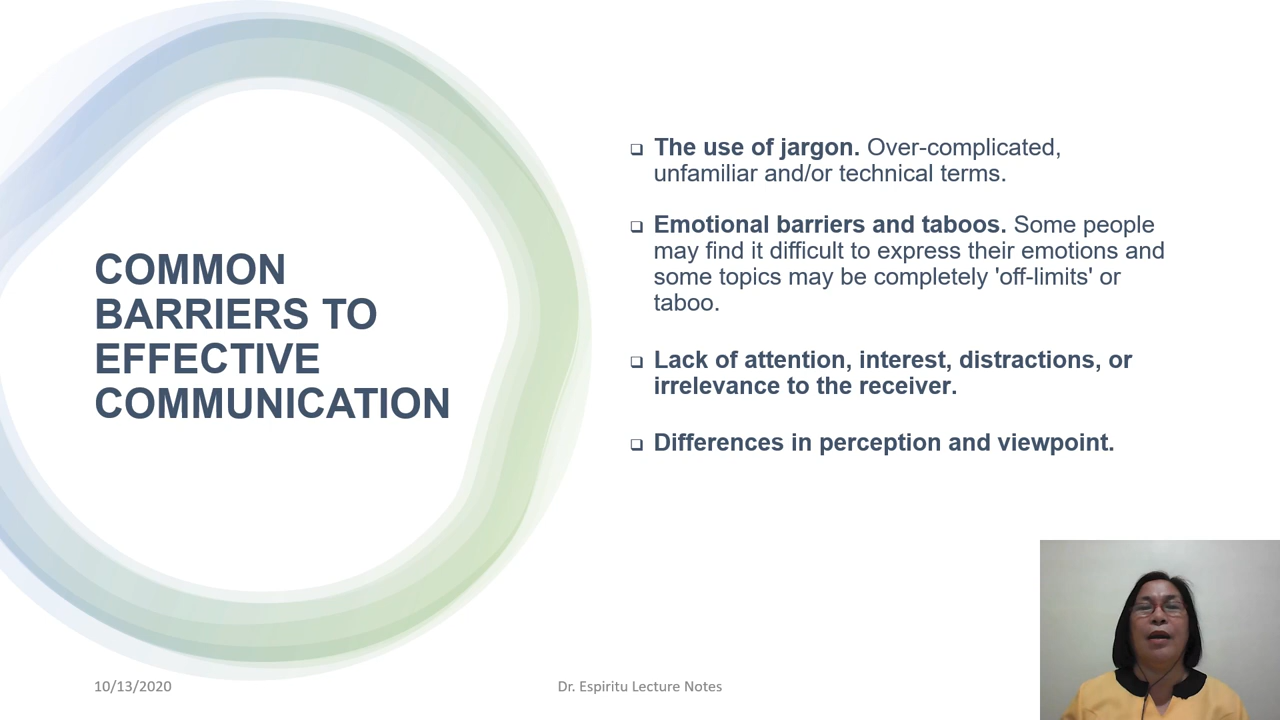 COMMON
BARRIERS TO
EFFECTIVE
COMMUNICATION
❑ The use of jargon. Over-complicated,
unfamiliar and/or technical terms.
❑ Emotional barriers and taboos. Some people
may find it difficult to express their emotions and
some topics may be completely 'off-limits' or
taboo.
❑ Lack of attention, interest, distractions, or
irrelevance to the receiver.
❑ Differences in perception and viewpoint.
10/13/2020
Dr. Espiritu Lecture Notes